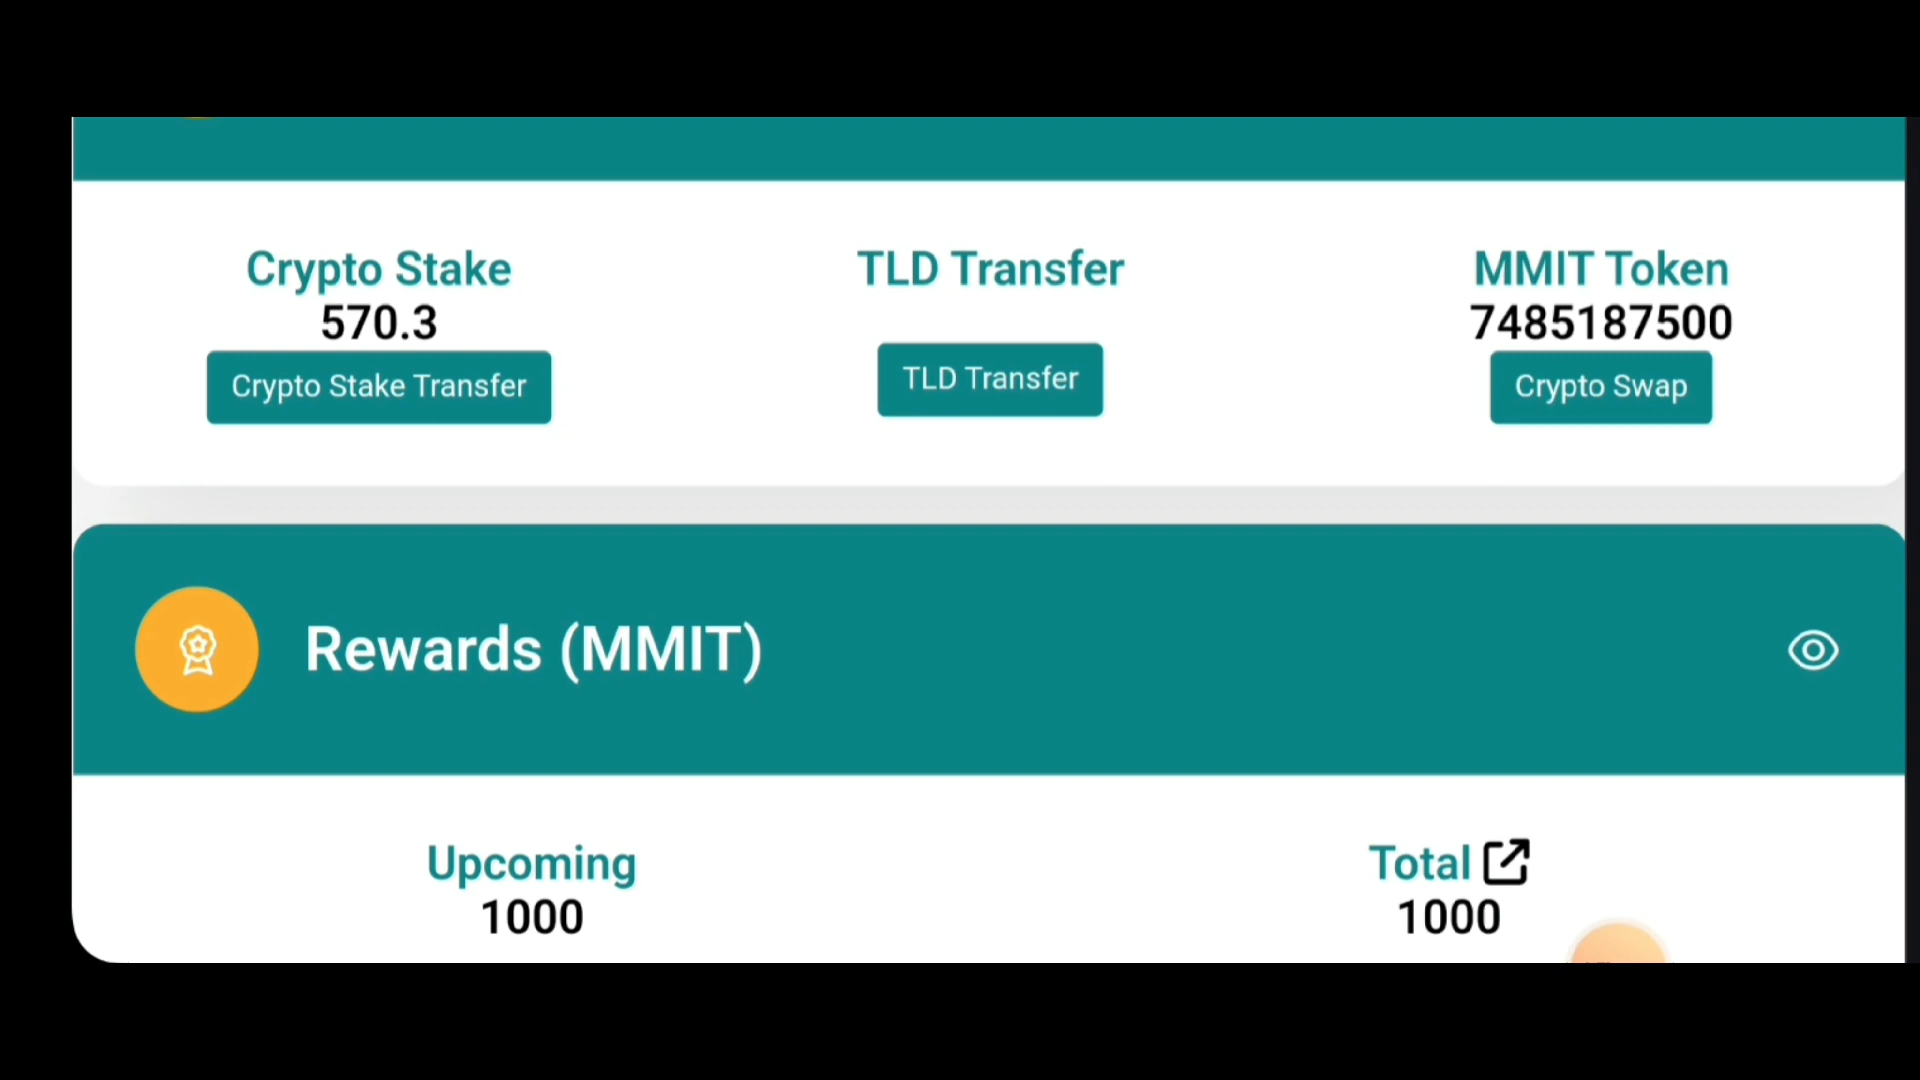 Crypto Stake
570.3
Crypto Stake Transfer
TLD Transfer
TLD Transfer
MMIT Token
7485187500
Crypto Swap
Rewards (MMIT)
Upcoming
1000
Total
1000